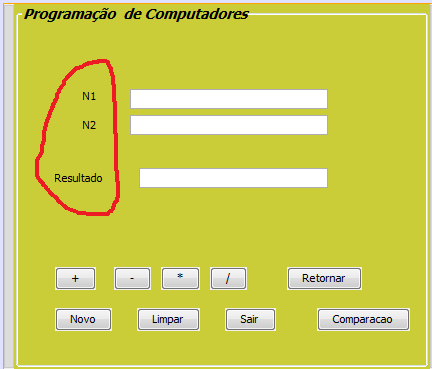 Programação de Computadores
N1
N2
Resultado
+ - * / Retornar
Novo Limpar Sair Comparacao